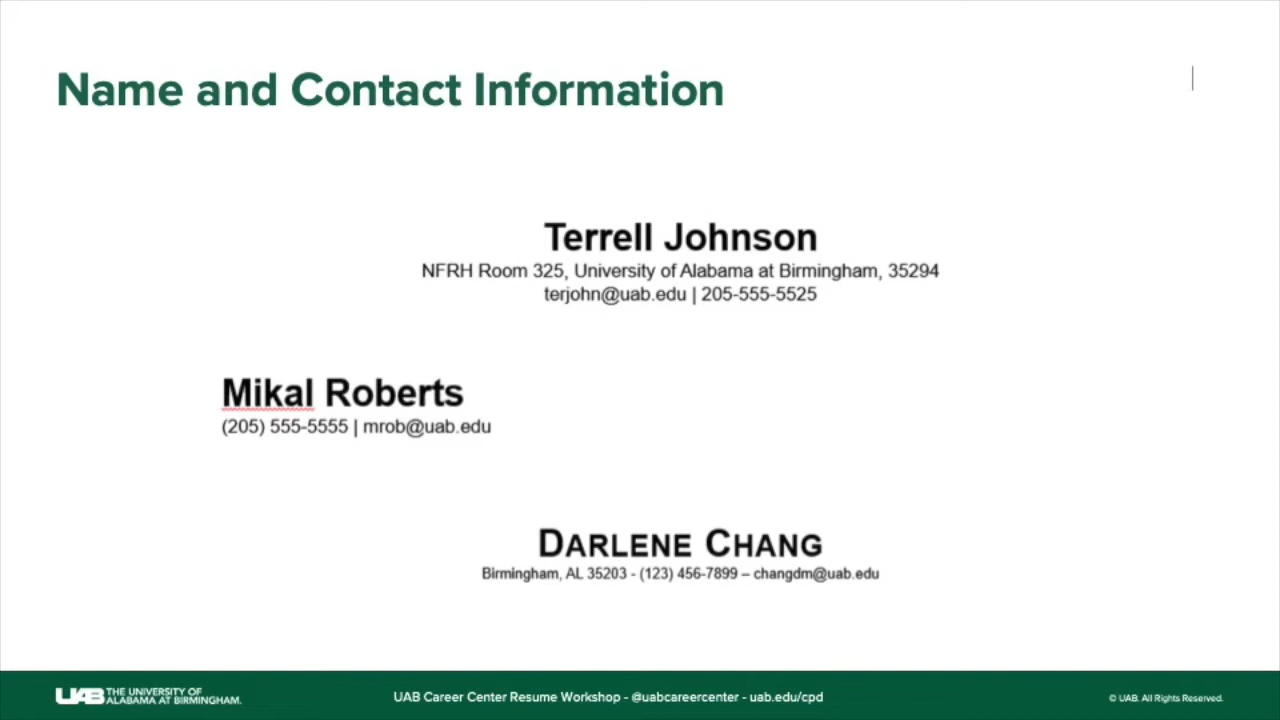 Name and Contact Information
Terrell Johnson
NFRH Room 325, University of Alabama at Birmingham, 35294
terjohn@uab.edu | 205-555-5525
Mikal Roberts
(205) 555-5555 | mrob@uab.edu
DARLENE CHANG
Birmingham, AL 35203 - (123) 456-7899 – changdm@uab.edu
UAB THE UNIVERSITY OF
ALABAMA AT BIRMINGHAM.
UAB Career Center Resume Workshop - @uabcareercenter - uab.edu/cpd
© UAB. All Rights Reserved.